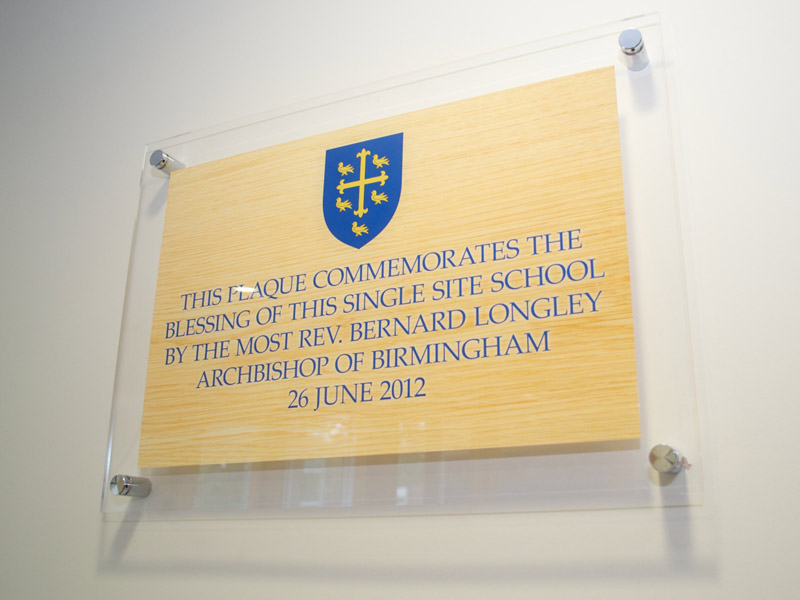 THIS PLAQUE COMMEMORATES THE
BLESSING OF THIS SINGLE SITE SCHOOL
BY THE MOST REV. BERNARD LONGLEY
ARCHBISHOP OF BIRMINGHAM
26 JUNE 2012